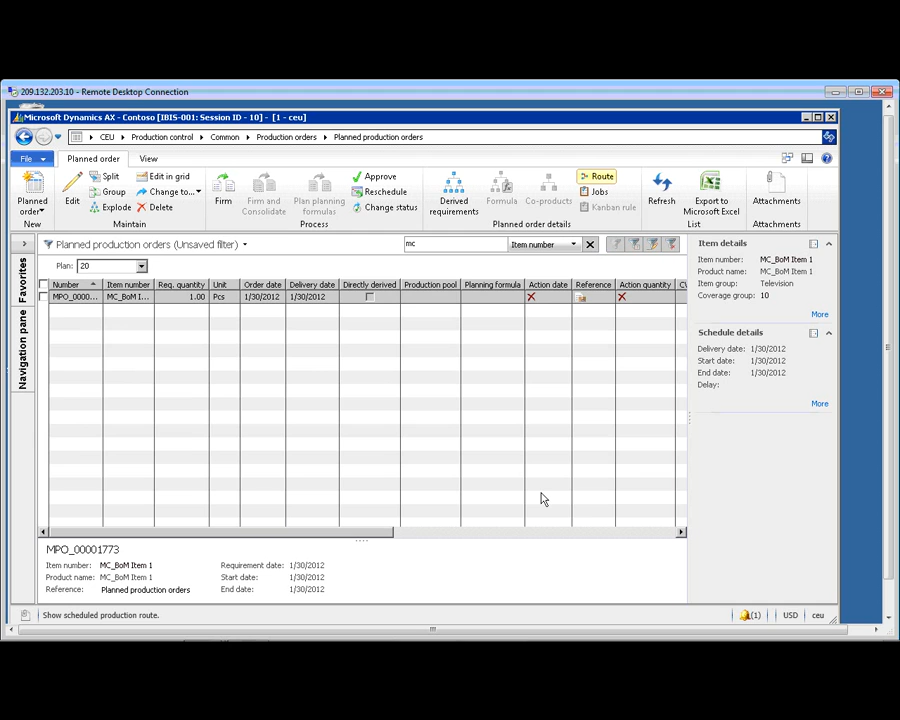 209.132.203.10 - Remote Desktop Connection
Microsoft Dynamics AX - Contoso [IBIS-001: Session ID - 10] - [1 - ceu]
CEU Production control Common Production orders Planned production orders
File Planned order View
Planned order Edit Split Group Explode Edit in grid Change to... Delete
Firm Firm and Consolidate Plan planning formulas Approve Reschedule Change status
Derived requirements Formula Co-products Route Jobs Kanban rule
Refresh Export to Microsoft Excel Attachments
New Maintain Process Planned order details List Attachments
Favorites
Navigation pane
Planned production orders (Unsaved filter) mc Item number
Plan: 20
Number Item number Req. quantity Unit Order date Delivery date Directly derived Production pool Planning formula Action date Reference Action quantity
MPO_0000... MC_BoM I... 1.00 Pcs 1/30/2012 1/30/2012
Item details
Item number: MC_BoM Item 1
Product name: MC_BoM Item 1
Item group: Television
Coverage group: 10
More
Schedule details
Delivery date: 1/30/2012
Start date: 1/30/2012
End date: 1/30/2012
Delay:
More
MPO_00001773
Item number: MC_BoM Item 1 Requirement date: 1/30/2012
Product name: MC_BoM Item 1 Start date: 1/30/2012
Reference: Planned production orders End date: 1/30/2012
Show scheduled production route. (1) USD ceu